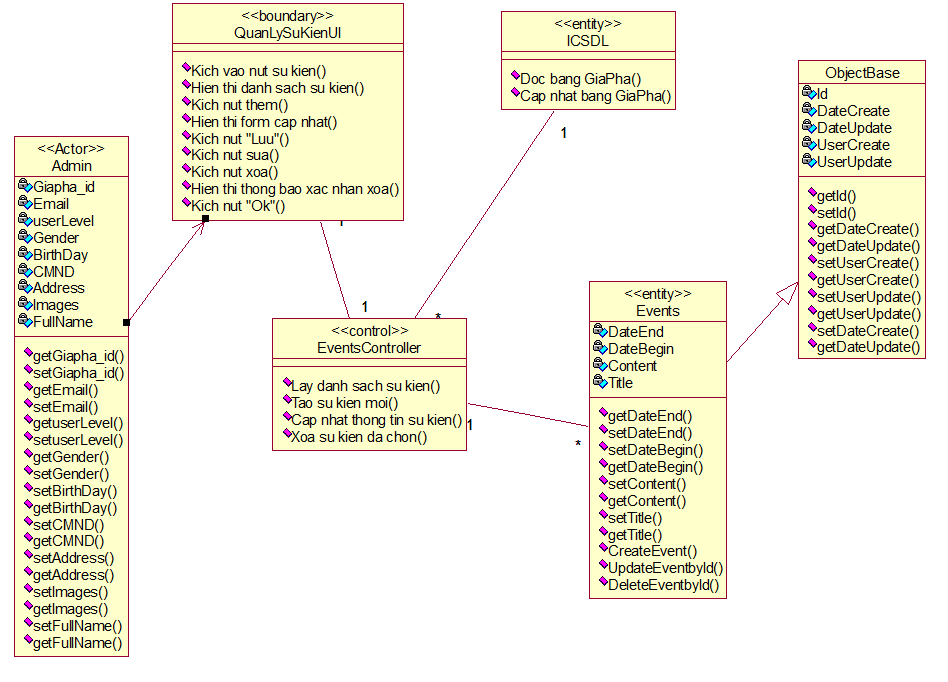 <<Actor>>
Admin
Giapha_id
Email
userLevel
Gender
BirthDay
CMND
Address
Images
FullName
getGiapha_id()
setGiapha_id()
getEmail()
setEmail()
getuserLevel()
setuserLevel()
getGender()
setGender()
setBirthDay()
getBirthDay()
setCMND()
getCMND()
setAddress()
getAddress()
setImages()
getImages()
setFullName()
getFullName()
<<boundary>>
QuanLySuKienUI
Kich vao nut su kien()
Hien thi danh sach su kien()
Kich nut them()
Hien thi form cap nhat()
Kich nut "Luu"()
Kich nut sua()
Kich nut xoa()
Hien thi thong bao xac nhan xoa()
Kich nut "Ok"()
1
1
<<control>>
EventsController
Lay danh sach su kien()
Tao su kien moi()
Cap nhat thong tin su kien()
Xoa su kien da chon()
<<entity>>
ICSDL
Doc bang GiaPha()
Cap nhat bang GiaPha()
1
*
1
*
<<entity>>
Events
DateEnd
DateBegin
Content
Title
getDateEnd()
setDateEnd()
setDateBegin()
getDateBegin()
setContent()
getContent()
setTitle()
getTitle()
CreateEvent()
UpdateEventbyId()
DeleteEventbyId()
ObjectBase
Id
DateCreate
DateUpdate
UserCreate
UserUpdate
getId()
setId()
getDateCreate()
getDateUpdate()
setUserCreate()
getUserCreate()
setUserUpdate()
getUserUpdate()
setDateCreate()
getDateUpdate()